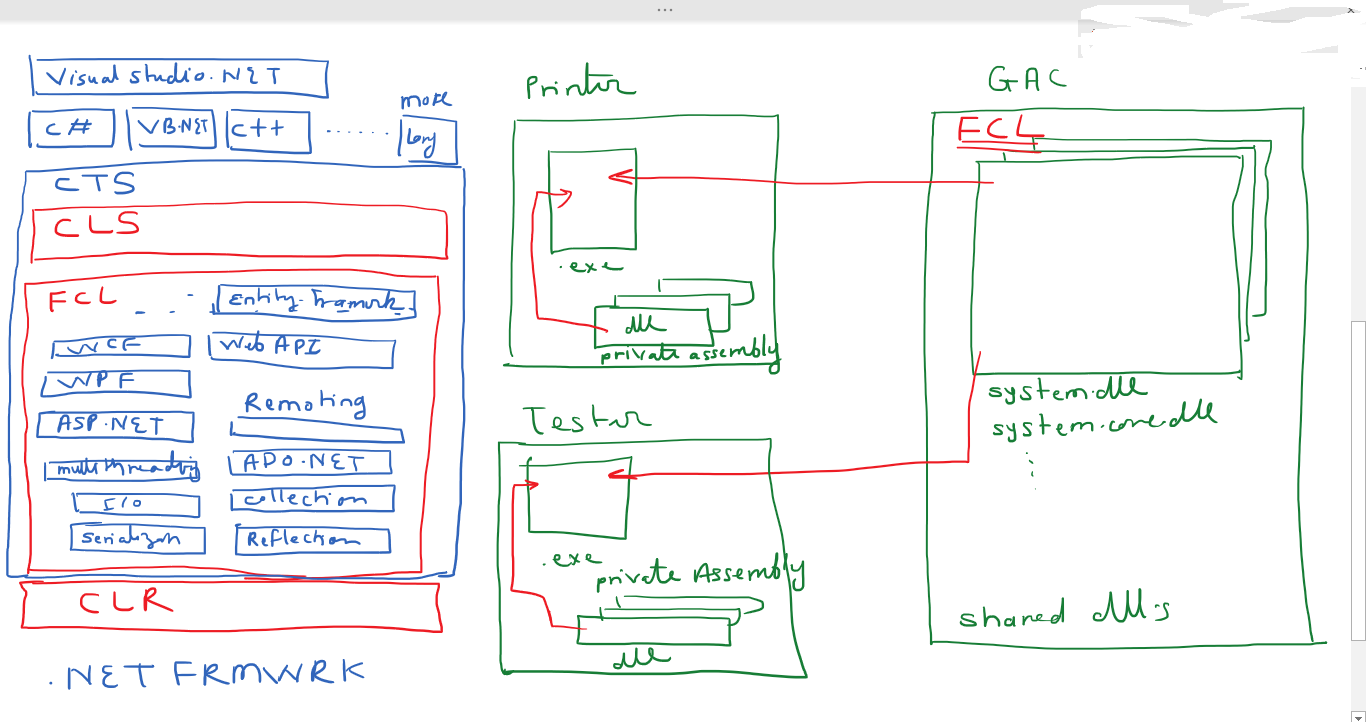 Visual studio.NET
C#
VB.NET
C++
......
more
lang
CTS
CLS
FCL
Entity Framwrk
WCF
Web API
WPF
Remoting
ASP.NET
ADO.NET
multithreading
I/O
collection
Reflection
CLR
.NET FRMWRK
Printer
.exe
dll
private assembly
Tester
.exe
private Assembly
dll
GAC
FCL
system.dll
system.core.dll
shared dll's